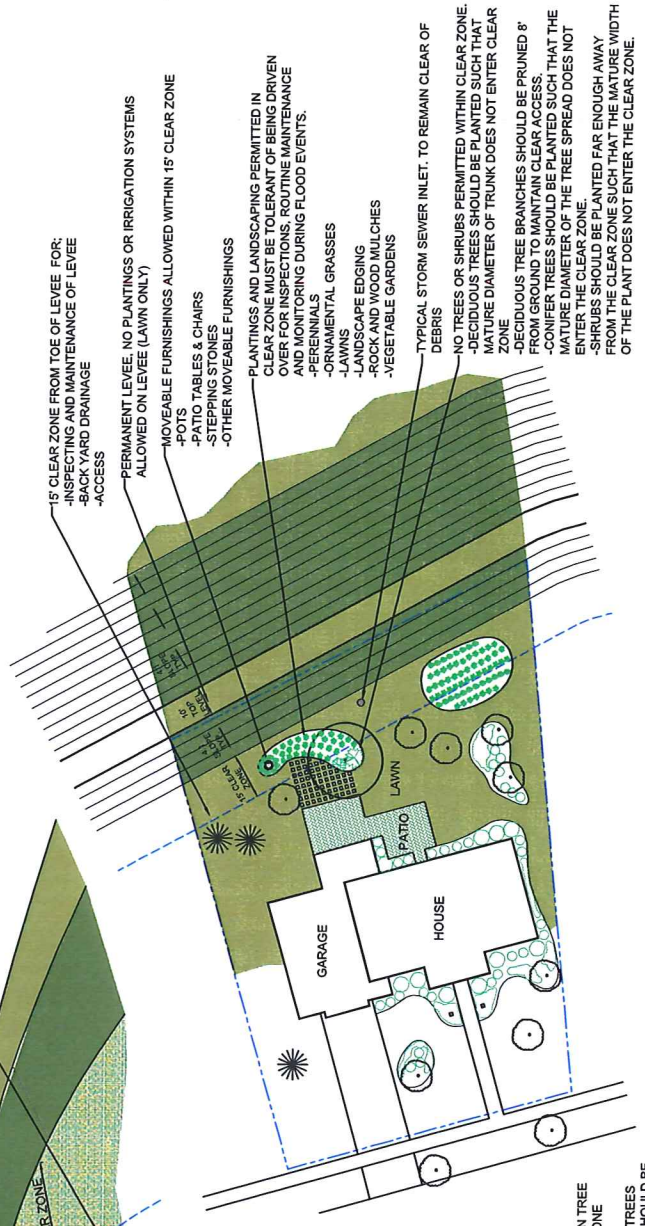 15' CLEAR ZONE FROM TOE OF LEVEE FOR;
-INSPECTING AND MAINTENANCE OF LEVEE
-BACK YARD DRAINAGE
-ACCESS
PERMANENT LEVEE, NO PLANTINGS OR IRRIGATION SYSTEMS
ALLOWED ON LEVEE (LAWN ONLY)
MOVEABLE FURNISHINGS ALLOWED WITHIN 15' CLEAR ZONE
-POTS
-PATIO TABLES & CHAIRS
-STEPPING STONES
-OTHER MOVEABLE FURNISHINGS
PLANTINGS AND LANDSCAPING PERMITTED IN
CLEAR ZONE MUST BE TOLERANT OF BEING DRIVEN
OVER FOR INSPECTIONS, ROUTINE MAINTENANCE
AND MONITORING DURING FLOOD EVENTS.
-PERENNIALS
-ORNAMENTAL GRASSES
-LAWNS
-LANDSCAPE EDGING
-ROCK AND WOOD MULCHES
-VEGETABLE GARDENS
TYPICAL STORM SEWER INLET. TO REMAIN CLEAR OF
DEBRIS
NO TREES OR SHRUBS PERMITTED WITHIN CLEAR ZONE.
-DECIDUOUS TREES SHOULD BE PLANTED SUCH THAT
MATURE DIAMETER OF TRUNK DOES NOT ENTER CLEAR
ZONE
-DECIDUOUS TREE BRANCHES SHOULD BE PRUNED 8'
FROM GROUND TO MAINTAIN CLEAR ACCESS.
-CONIFER TREES SHOULD BE PLANTED SUCH THAT THE
MATURE DIAMETER OF THE TREE SPREAD DOES NOT
ENTER THE CLEAR ZONE.
-SHRUBS SHOULD BE PLANTED FAR ENOUGH AWAY
FROM THE CLEAR ZONE SUCH THAT THE MATURE WIDTH
OF THE PLANT DOES NOT ENTER THE CLEAR ZONE.
SLOPE
TYP.
10'
TOP
LEVEL
SLOPE
TYP.
15' CLEAR
ZONE
LAWN
PATIO
GARAGE
HOUSE
R ZONE
N TREE
ONE
TREES
HOULD BE